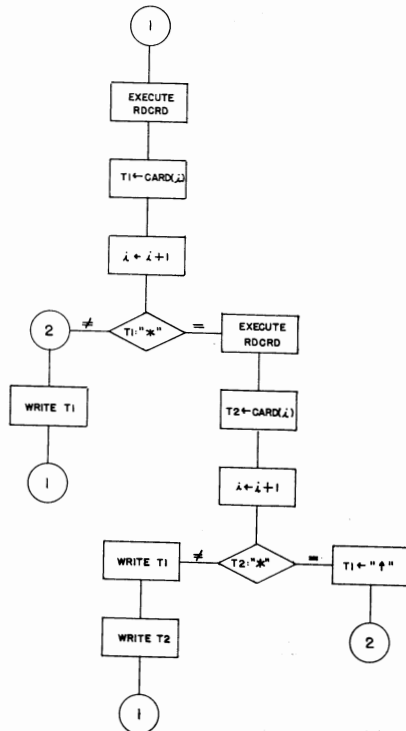 1
EXECUTE
RDCRD
T1←CARD(i)
i ← i+1
2
≠
T1:"*"
=
EXECUTE
RDCRD
WRITE T1
T2←CARD(i)
1
i←i+1
WRITE T1
≠
T2:"*"
=
T1←"↑"
WRITE T2
2
1